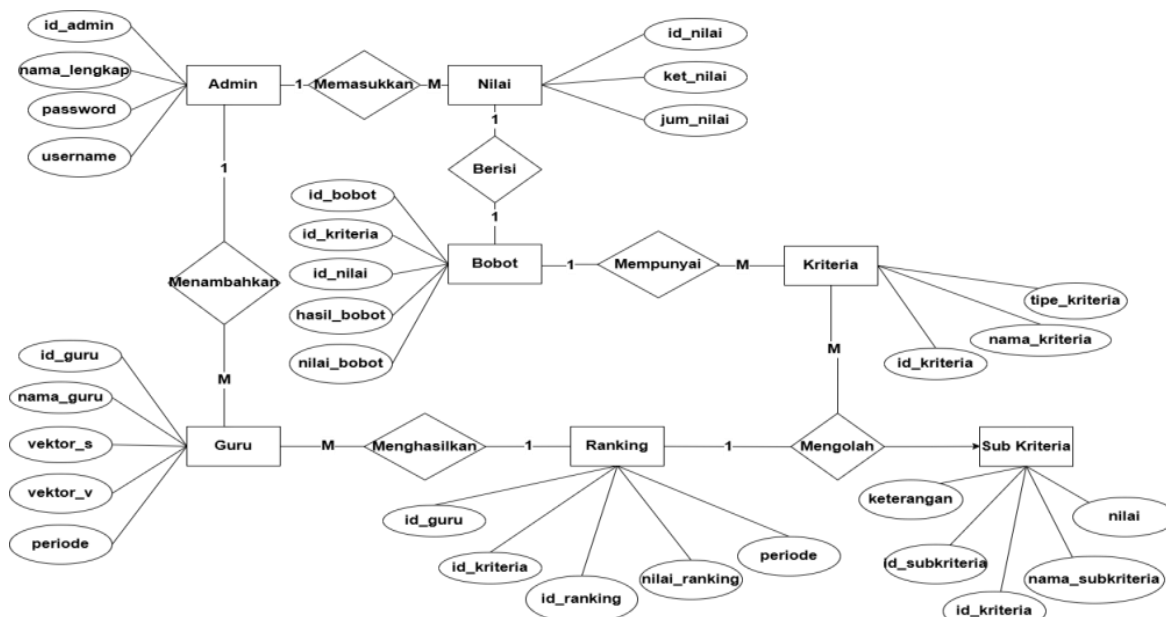 id_admin
nama_lengkap
password
username
Admin
1
Memasukkan
M
Nilai
id_nilai
ket_nilai
jum_nilai
1
Berisi
1
1
Menambahkan
M
id_bobot
id_kriteria
id_nilai
hasil_bobot
nilai_bobot
Bobot
1
Mempunyai
M
Kriteria
tipe_kriteria
nama_kriteria
id_kriteria
M
id_guru
nama_guru
vektor_s
vektor_v
periode
Guru
M
Menghasilkan
1
Ranking
1
Mengolah
Sub Kriteria
id_guru
id_kriteria
id_ranking
nilai_ranking
periode
keterangan
id_subkriteria
id_kriteria
nama_subkriteria
nilai